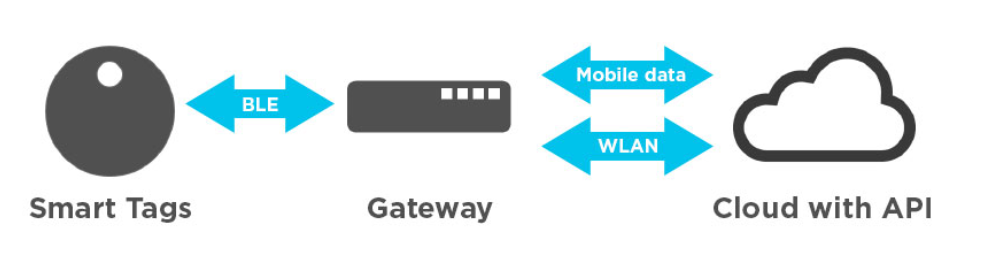 BLE
Mobile data
WLAN
Smart Tags
Gateway
Cloud with API